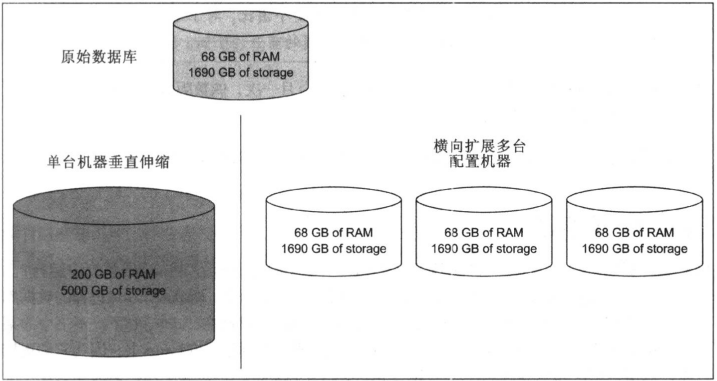 原始数据库
68 GB of RAM
1690 GB of storage
单台机器垂直伸缩
200 GB of RAM
5000 GB of storage
横向扩展多台
配置机器
68 GB of RAM
1690 GB of storage
68 GB of RAM
1690 GB of storage
68 GB of RAM
1690 GB of storage